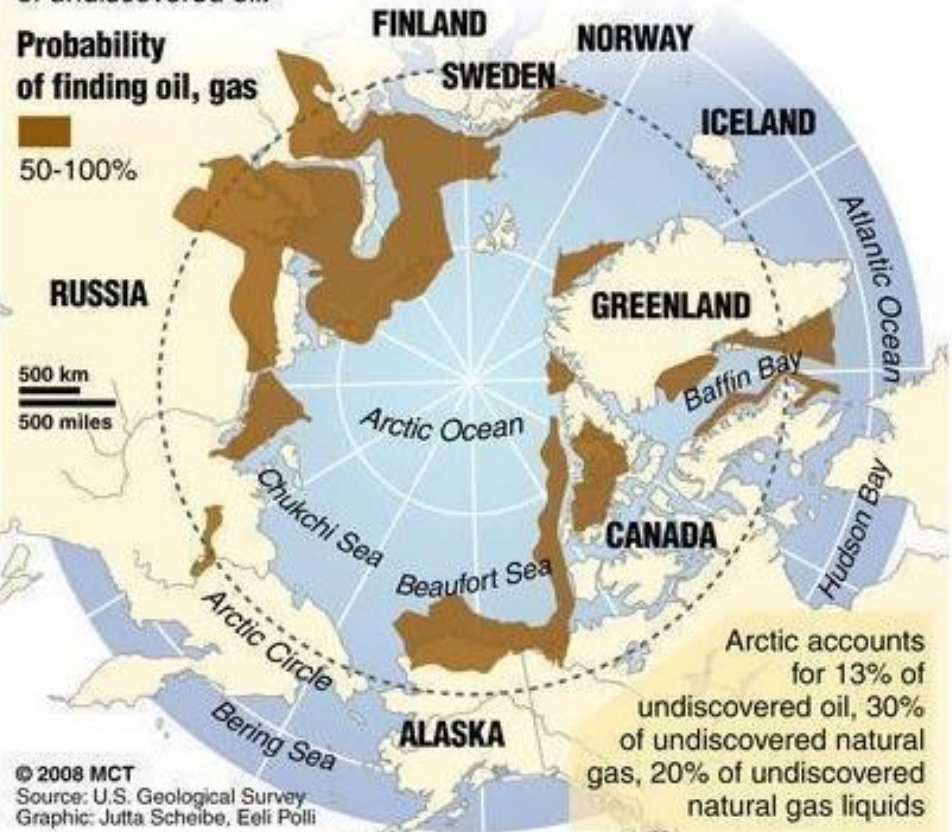 of undiscovered oil.
Probability
of finding oil, gas
50-100%
FINLAND
NORWAY
SWEDEN
ICELAND
Atlantic Ocean
RUSSIA
GREENLAND
500 km
500 miles
Baffin Bay
Arctic Ocean
Chukchi Sea
CANADA
Hudson Bay
Beaufort Sea
Arctic Circle
Bering Sea
ALASKA
Arctic accounts
for 13% of
undiscovered oil, 30%
of undiscovered natural
gas, 20% of undiscovered
natural gas liquids
© 2008 MCT
Source: U.S. Geological Survey
Graphic: Jutta Scheibe, Eeli Polli